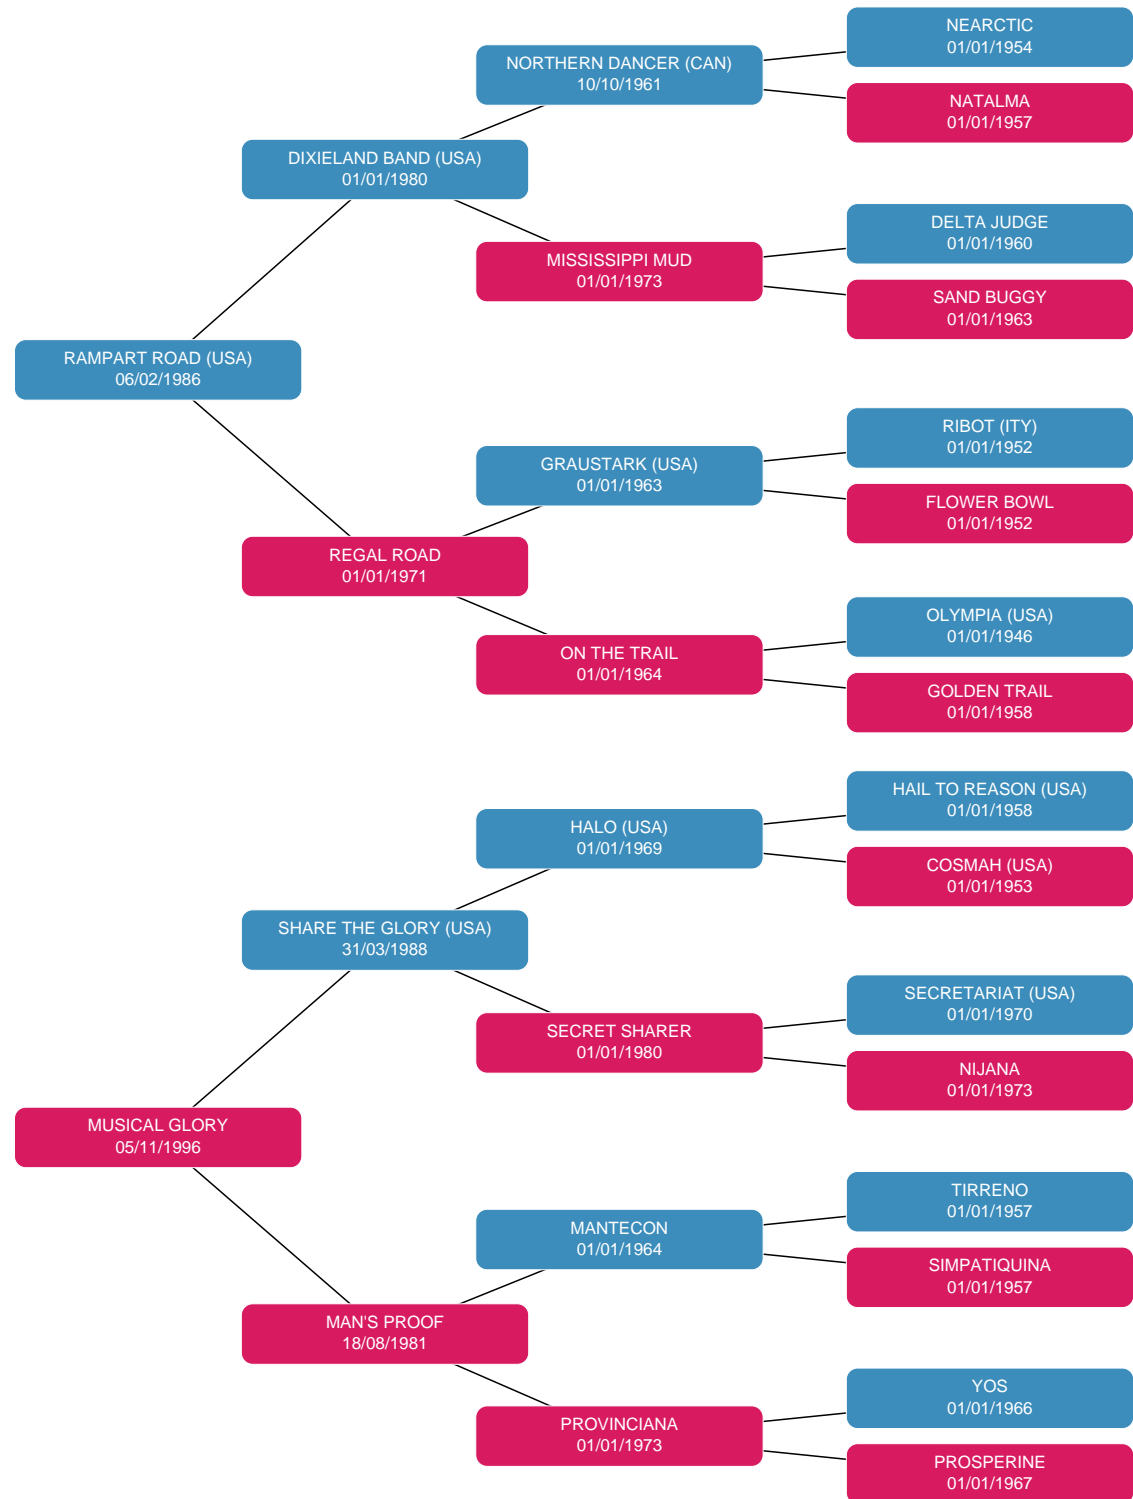 NEARCTIC
01/01/1954
NORTHERN DANCER (CAN)
10/10/1961
NATALMA
01/01/1957
DIXIELAND BAND (USA)
01/01/1980
DELTA JUDGE
01/01/1960
MISSISSIPPI MUD
01/01/1973
SAND BUGGY
01/01/1963
RAMPART ROAD (USA)
06/02/1986
RIBOT (ITY)
01/01/1952
GRAUSTARK (USA)
01/01/1963
FLOWER BOWL
01/01/1952
REGAL ROAD
01/01/1971
OLYMPIA (USA)
01/01/1946
ON THE TRAIL
01/01/1964
GOLDEN TRAIL
01/01/1958
HAIL TO REASON (USA)
01/01/1958
HALO (USA)
01/01/1969
COSMAH (USA)
01/01/1953
SHARE THE GLORY (USA)
31/03/1988
SECRETARIAT (USA)
01/01/1970
SECRET SHARER
01/01/1980
NIJANA
01/01/1973
MUSICAL GLORY
05/11/1996
TIRRENO
01/01/1957
MANTECON
01/01/1964
SIMPATIQUINA
01/01/1957
MAN'S PROOF
18/08/1981
YOS
01/01/1966
PROVINCIANA
01/01/1973
PROSPERINE
01/01/1967